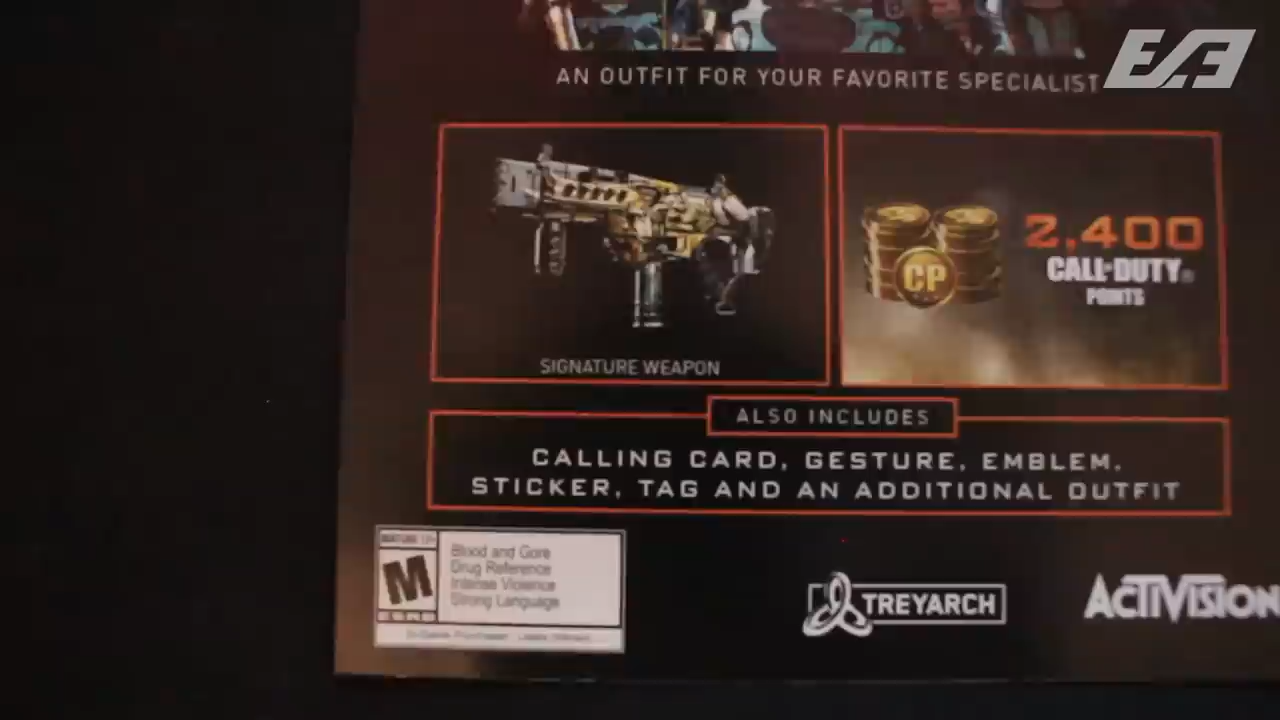 AN OUTFIT FOR YOUR FAVORITE SPECIALIST
SIGNATURE WEAPON
CP
2,400
CALL·DUTY®
POINTS
ALSO INCLUDES
CALLING CARD, GESTURE, EMBLEM,
STICKER, TAG AND AN ADDITIONAL OUTFIT
MATURE 17+
M
ESRB
Blood and Gore
Drug Reference
Intense Violence
Strong Language
TREYARCH
ACTIVISION